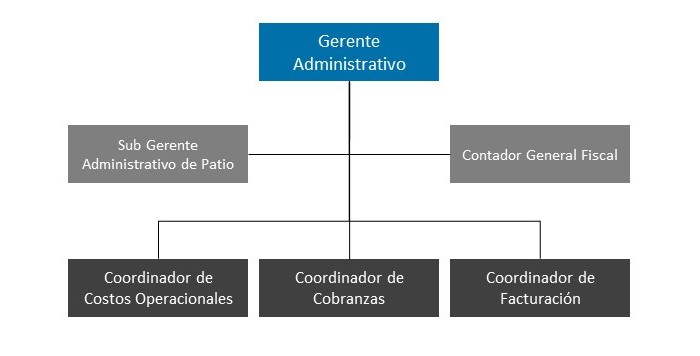 Gerente
Administrativo
Sub Gerente
Administrativo de Patio
Contador General Fiscal
Coordinador de
Costos Operacionales
Coordinador de
Cobranzas
Coordinador de
Facturación